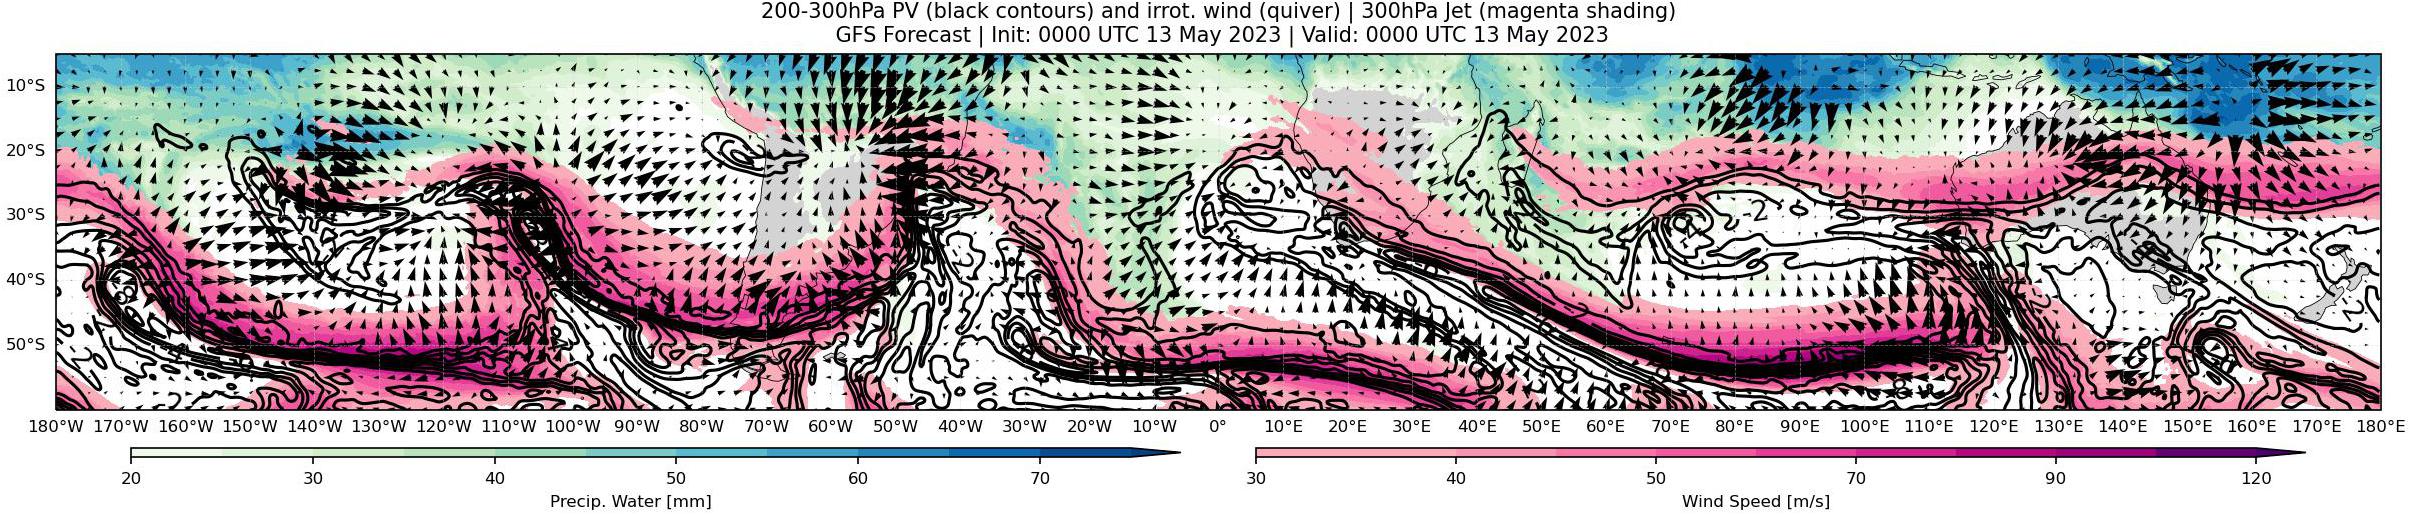 200-300hPa PV (black contours) and irrot. wind (quiver) | 300hPa Jet (magenta shading)
GFS Forecast | Init: 0000 UTC 13 May 2023 | Valid: 0000 UTC 13 May 2023
10°S
20°S
30°S
40°S
50°S
-2
180°W 170°W 160°W 150°W 140°W 130°W 120°W 110°W 100°W 90°W 80°W 70°W 60°W 50°W 40°W 30°W 20°W 10°W 0° 10°E 20°E 30°E 40°E 50°E 60°E 70°E 80°E 90°E 100°E 110°E 120°E 130°E 140°E 150°E 160°E 170°E 180°E
20 30 40 50 60 70
Precip. Water [mm]
30 40 50 70 90 120
Wind Speed [m/s]